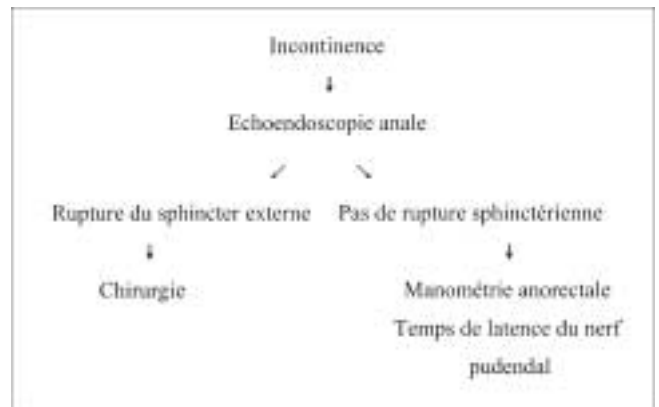 Incontinence
↓
Echoendoscopie anale
↙ ↘
Rupture du sphincter externe Pas de rupture sphinctérienne
↓ ↓
Chirurgie Manométrie anorectale
Temps de latence du nerf
pudendal